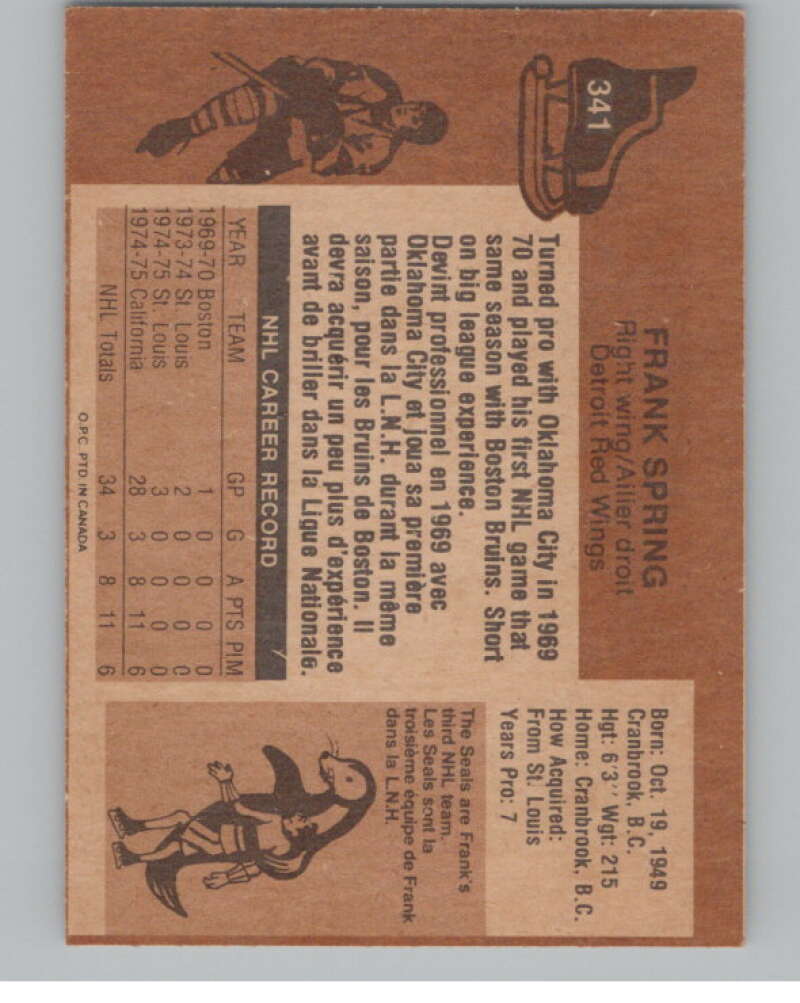 341
FRANK SPRING
Right wing/Ailier droit
Detroit Red Wings
Born: Oct. 19, 1949
Cranbrook, B.C.
Hgt: 6'3'' Wgt: 215
Home: Cranbrook, B.C.
How Acquired:
From St. Louis
Years Pro: 7
Turned pro with Oklahoma City in 1969
70 and played his first NHL game that
same season with Boston Bruins. Short
on big league experience.
Devint professionnel en 1969 avec
Oklahoma City et joua sa première
partie dans la L.N.H. durant la même
saison, pour les Bruins de Boston. Il
devra acquérir un peu plus d'expérience
avant de briller dans la Ligue Nationale.
NHL CAREER RECORD
YEAR TEAM GP G A PTS PIM
1969-70 Boston 1 0 0 0 0
1973-74 St. Louis 2 0 0 0 0
1974-75 St. Louis 3 0 0 0 0
1974-75 California 28 3 8 11 6
NHL Totals 34 3 8 11 6
The Seals are Frank's
third NHL team.
Les Seals sont la
troisième équipe de Frank
dans la L.N.H.
O.P.C. PTD IN CANADA